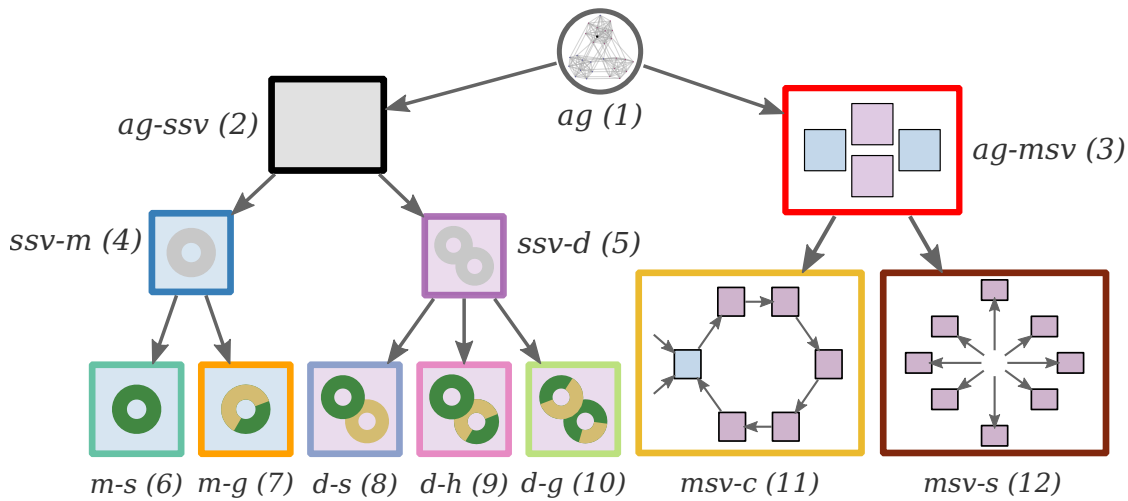 ag (1)
ag-ssv (2)
ag-msv (3)
ssv-m (4)
ssv-d (5)
m-s (6)
m-g (7)
d-s (8)
d-h (9)
d-g (10)
msv-c (11)
msv-s (12)